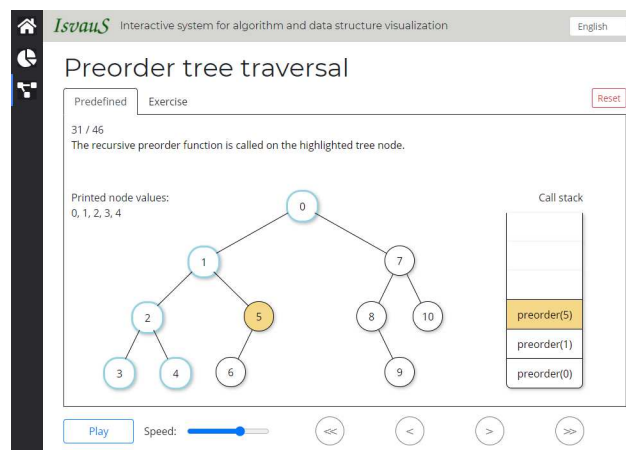 IsvauS Interactive system for algorithm and data structure visualization English
Preorder tree traversal
Predefined Exercise Reset
31 / 46
The recursive preorder function is called on the highlighted tree node.
Printed node values: Call stack
0, 1, 2, 3, 4
0
1 7
2 5 8 10
3 4 6 9
preorder(5)
preorder(1)
preorder(0)
Play Speed: << < > >>